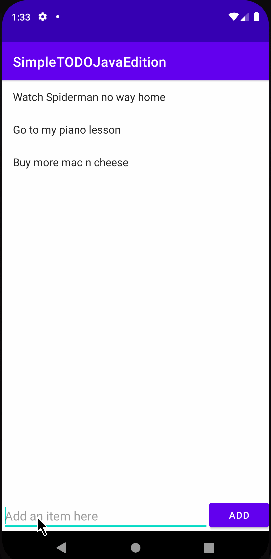 1:33
SimpleTODOJavaEdition
Watch Spiderman no way home
Go to my piano lesson
Buy more mac n cheese
Add an item here
ADD